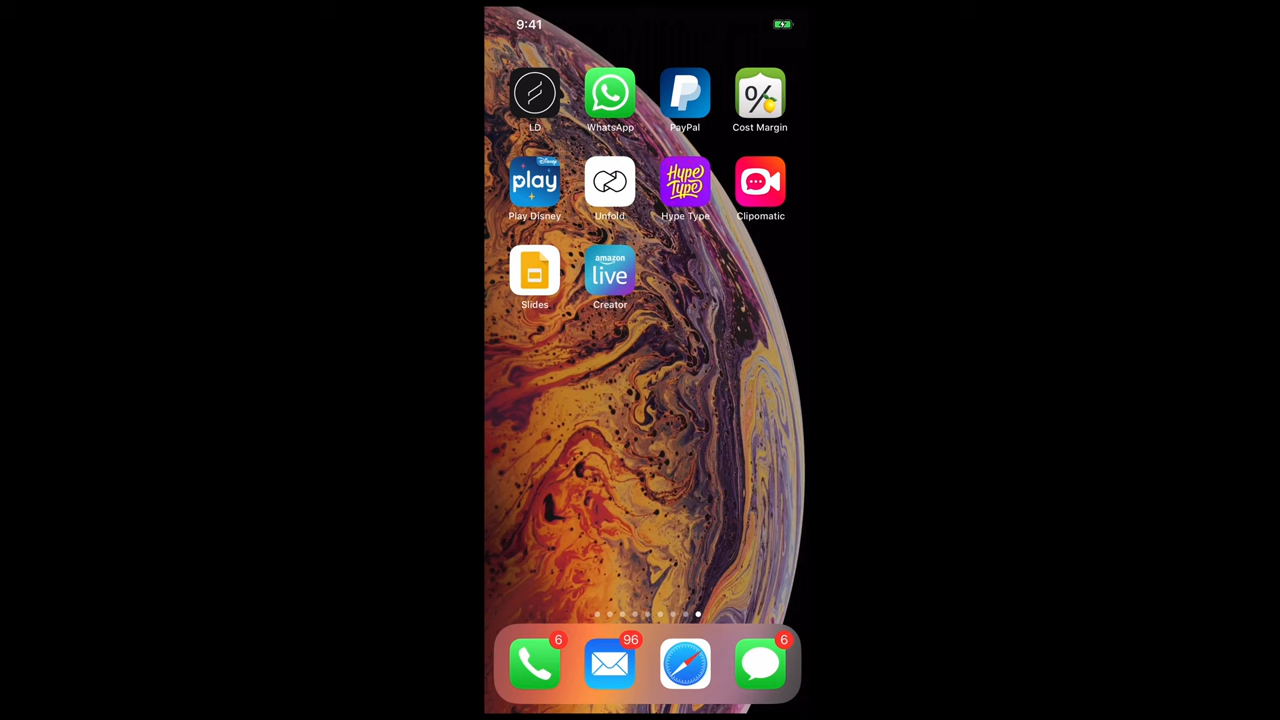 9:41
LD
WhatsApp
PayPal
%
Cost Margin
Disney
play
Play Disney
Unfold
Hype
Type
Hype Type
Clipomatic
Slides
amazon
live
Creator
6
96
6